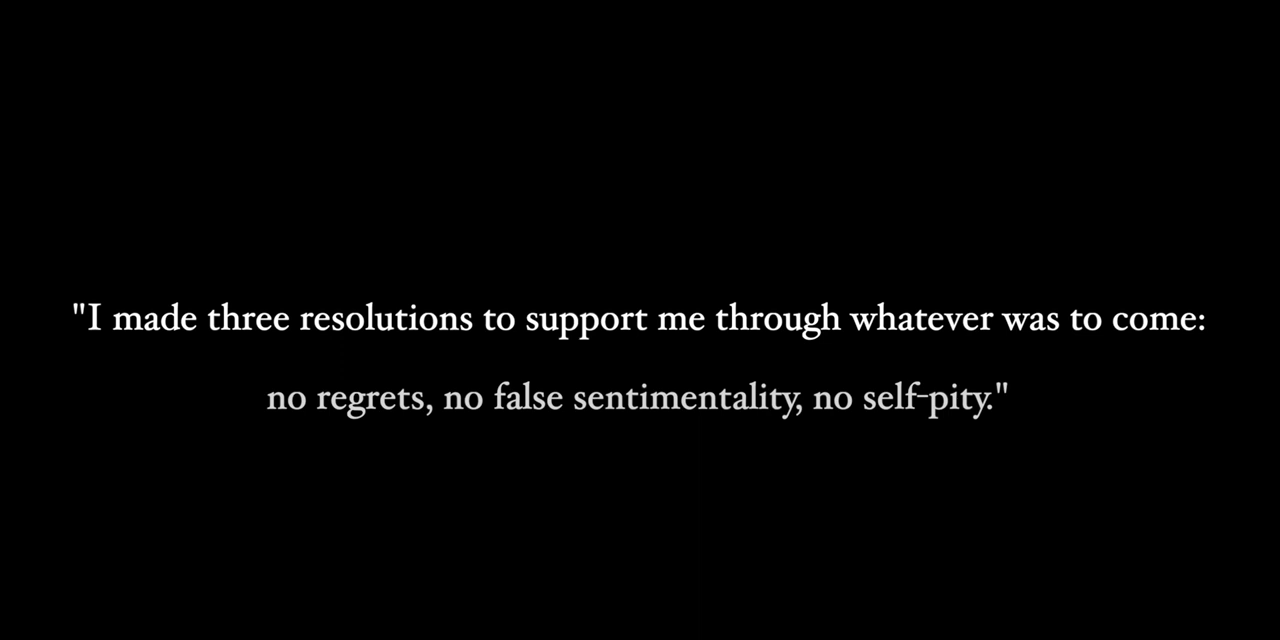 "I made three resolutions to support me through whatever was to come:
no regrets, no false sentimentality, no self-pity."